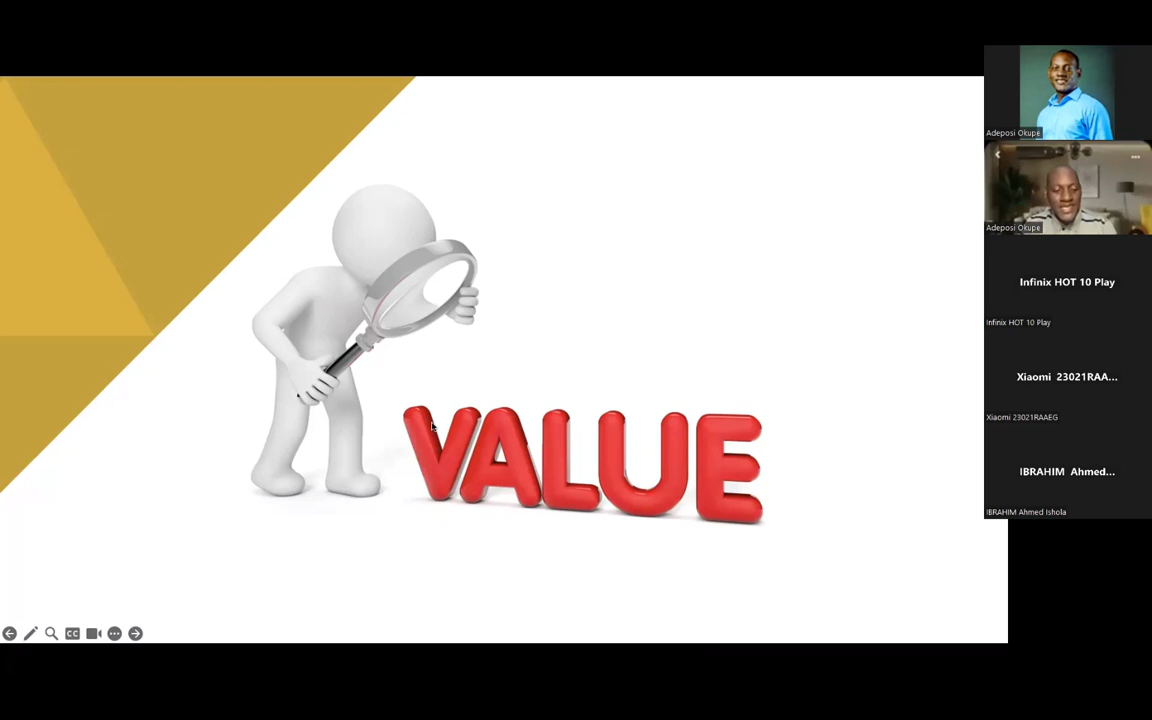 VALUE
Adeposi Okupe
Adeposi Okupe
Infinix HOT 10 Play
Infinix HOT 10 Play
Xiaomi 23021RAA...
Xiaomi 23021RAAEG
IBRAHIM Ahmed...
IBRAHIM Ahmed Ishola
CC